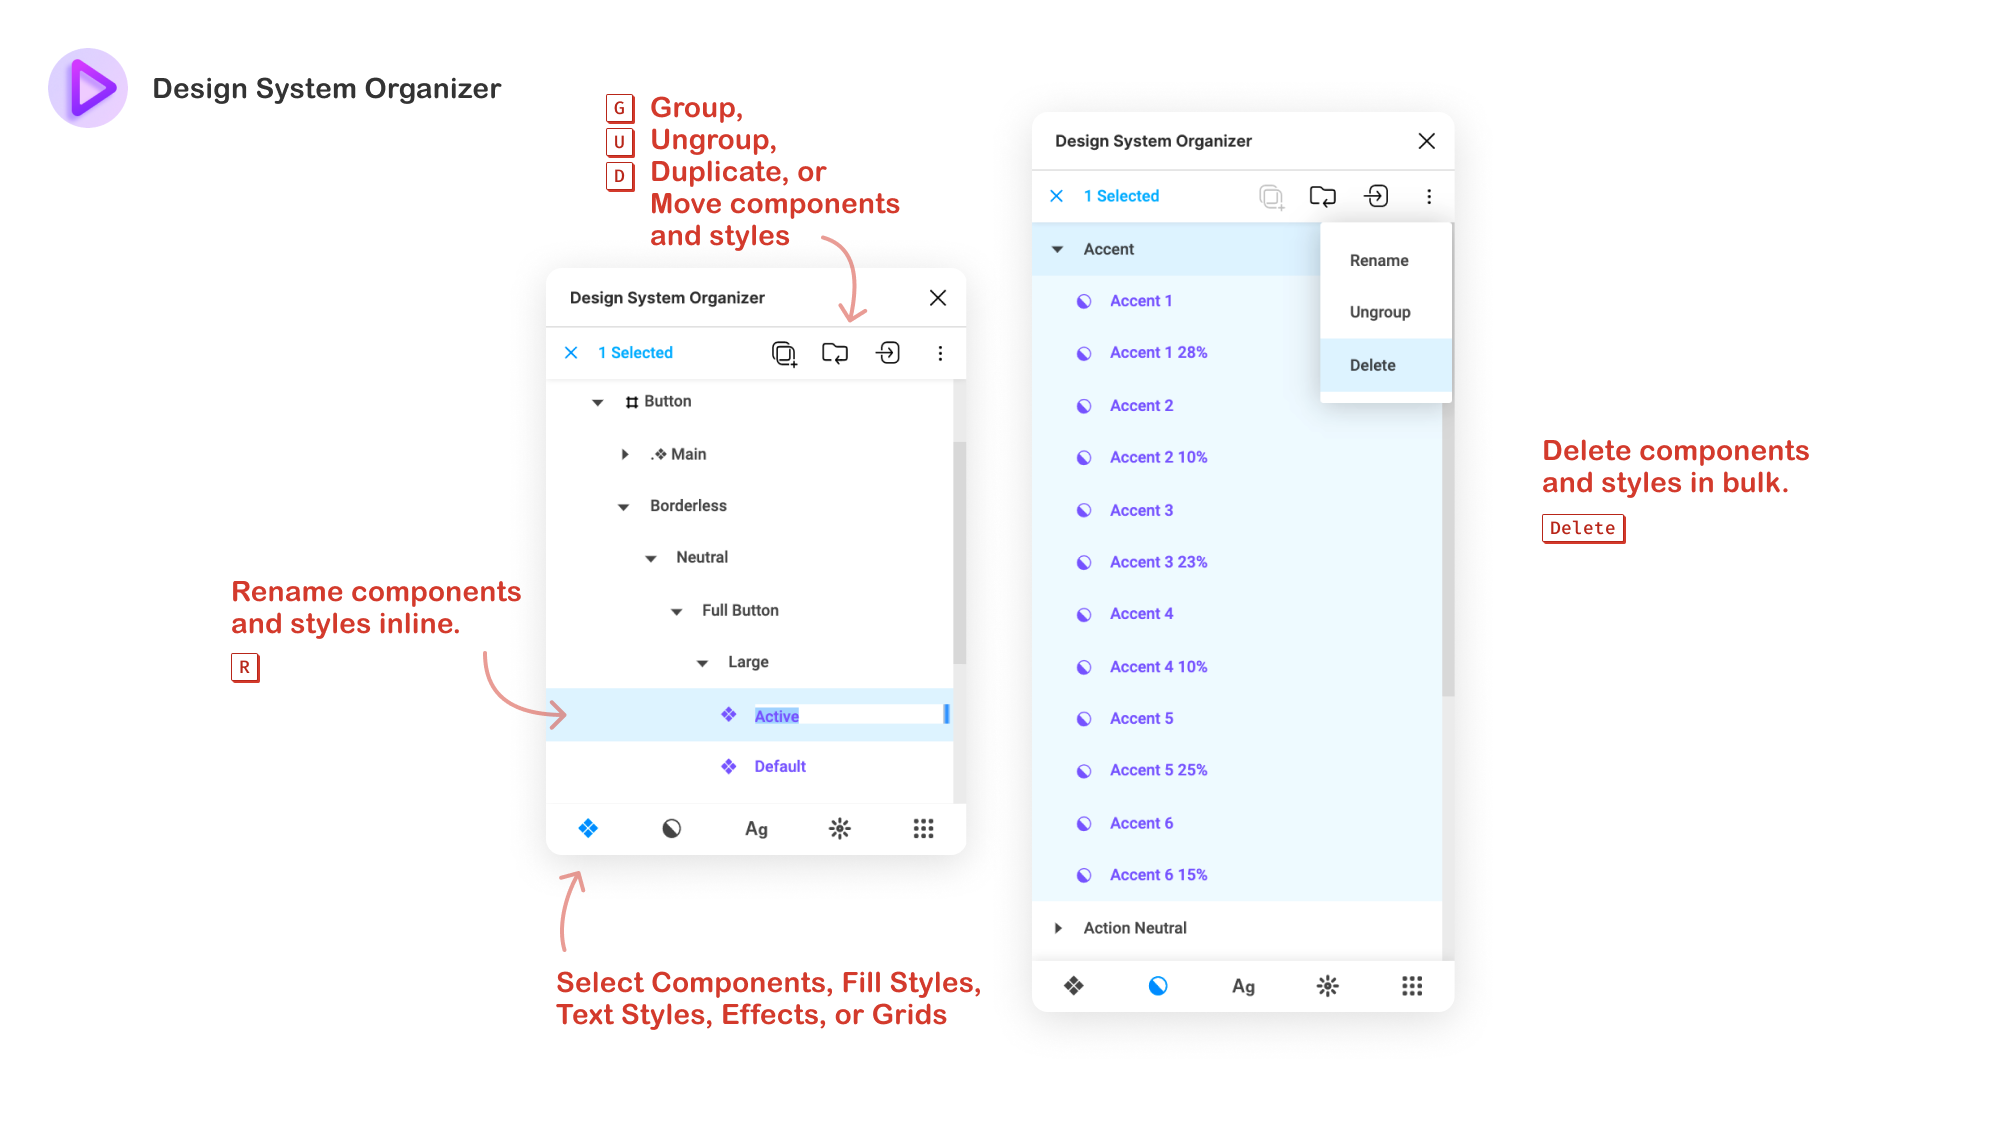 Design System Organizer
G Group,
U Ungroup,
D Duplicate, or
Move components
and styles
Design System Organizer
1 Selected
Button
Main
Borderless
Neutral
Full Button
Large
Active
Default
Ag
Rename components
and styles inline.
R
Select Components, Fill Styles,
Text Styles, Effects, or Grids
Design System Organizer
1 Selected
Rename
Ungroup
Delete
Accent
Accent 1
Accent 1 28%
Accent 2
Accent 2 10%
Accent 3
Accent 3 23%
Accent 4
Accent 4 10%
Accent 5
Accent 5 25%
Accent 6
Accent 6 15%
Action Neutral
Ag
Delete components
and styles in bulk.
Delete